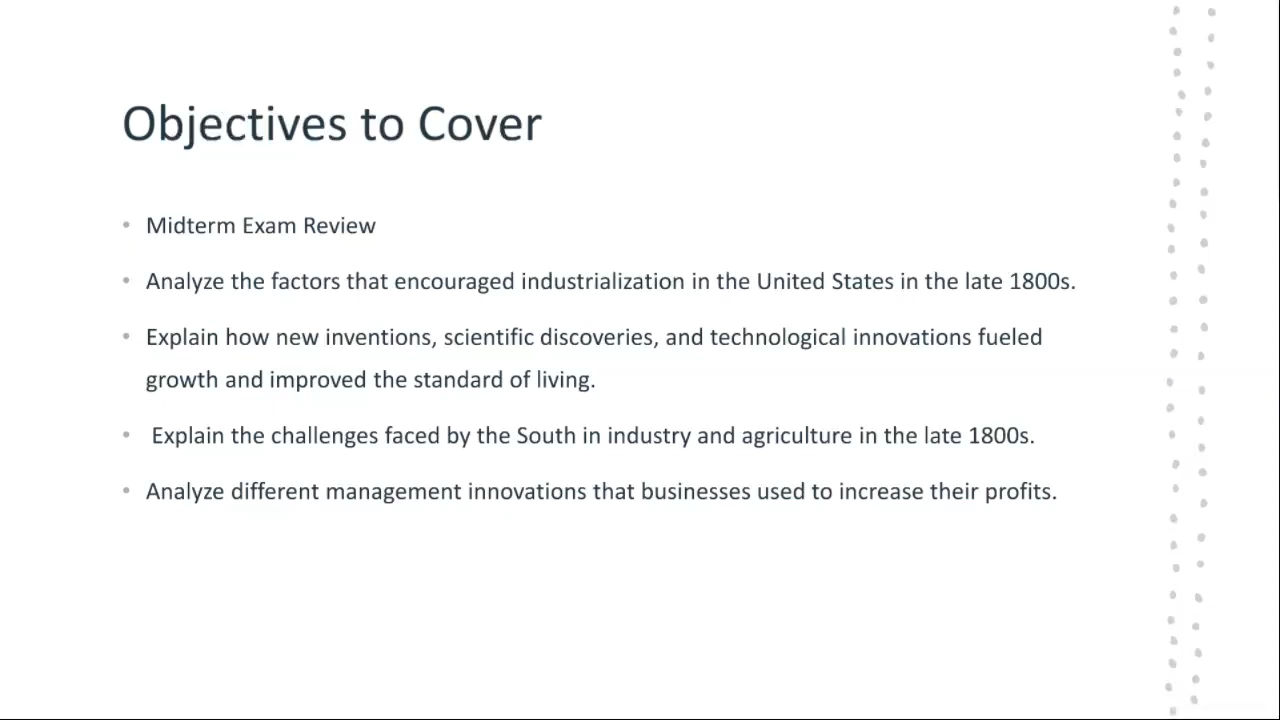 Objectives to Cover
• Midterm Exam Review
• Analyze the factors that encouraged industrialization in the United States in the late 1800s.
• Explain how new inventions, scientific discoveries, and technological innovations fueled
growth and improved the standard of living.
• Explain the challenges faced by the South in industry and agriculture in the late 1800s.
• Analyze different management innovations that businesses used to increase their profits.